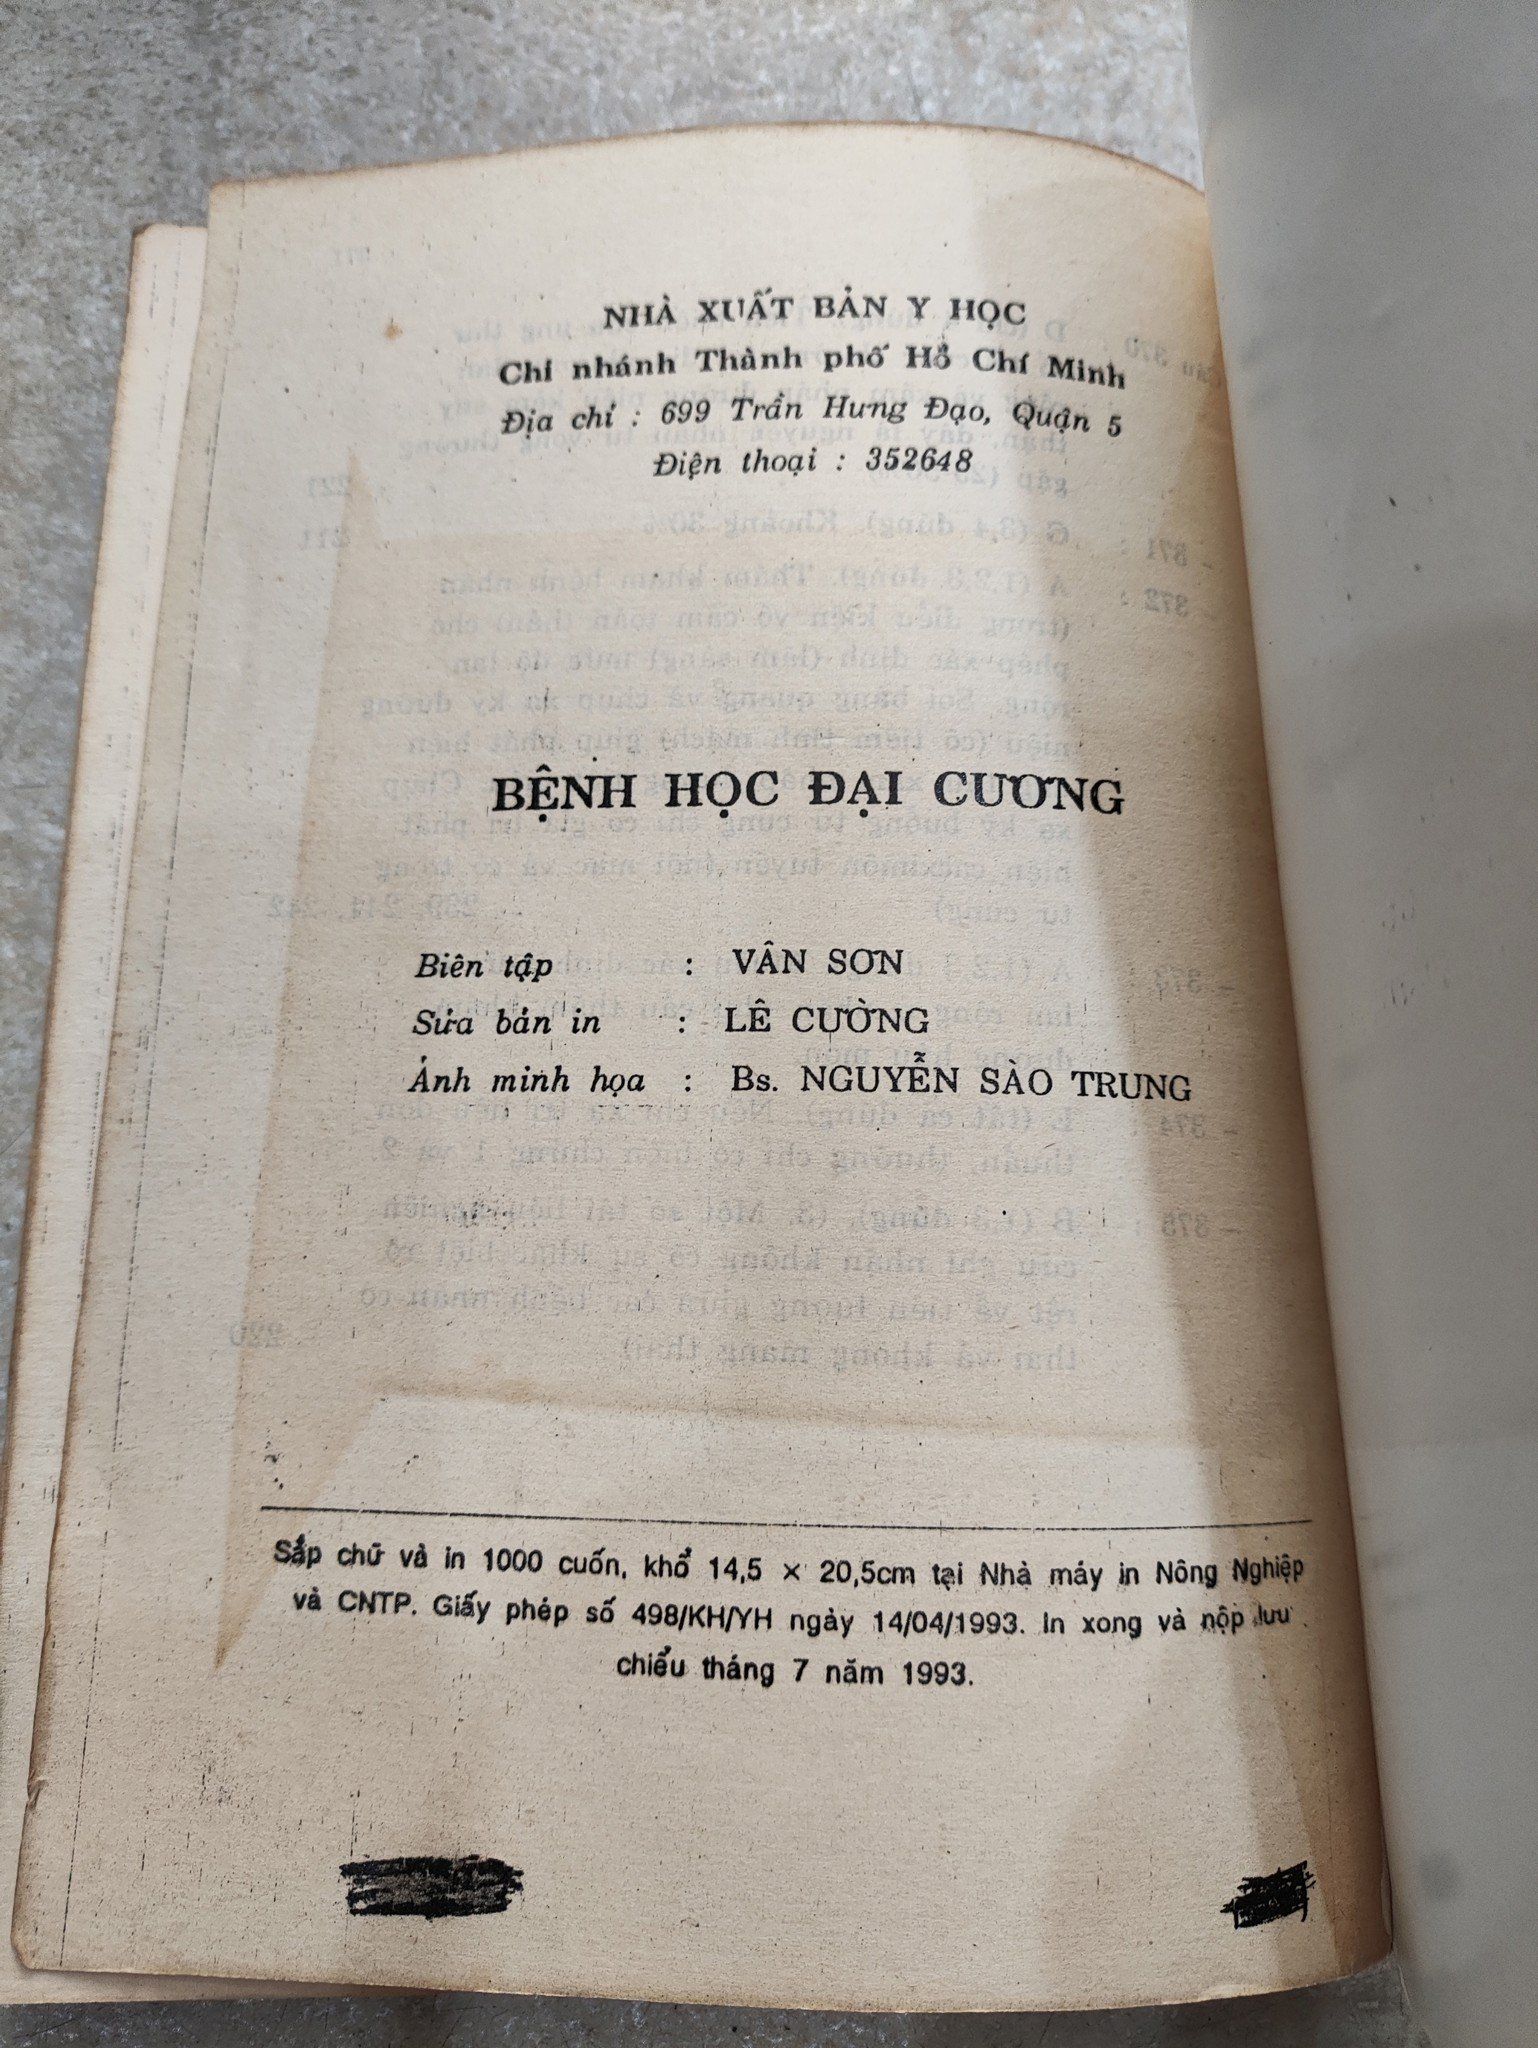 NHÀ XUẤT BẢN Y HỌC
Chi nhánh Thành phố Hồ Chí Minh
Địa chỉ : 699 Trần Hưng Đạo, Quận 5
Điện thoại : 352648
BỆNH HỌC ĐẠI CƯƠNG
Biên tập : VÂN SƠN
Sửa bản in : LÊ CƯỜNG
Ảnh minh họa : Bs. NGUYỄN SÀO TRUNG
Sắp chữ và in 1000 cuốn, khổ 14,5 × 20,5cm tại Nhà máy in Nông Nghiệp
và CNTP. Giấy phép số 498/KH/YH ngày 14/04/1993. In xong và nộp lưu
chiểu tháng 7 năm 1993.